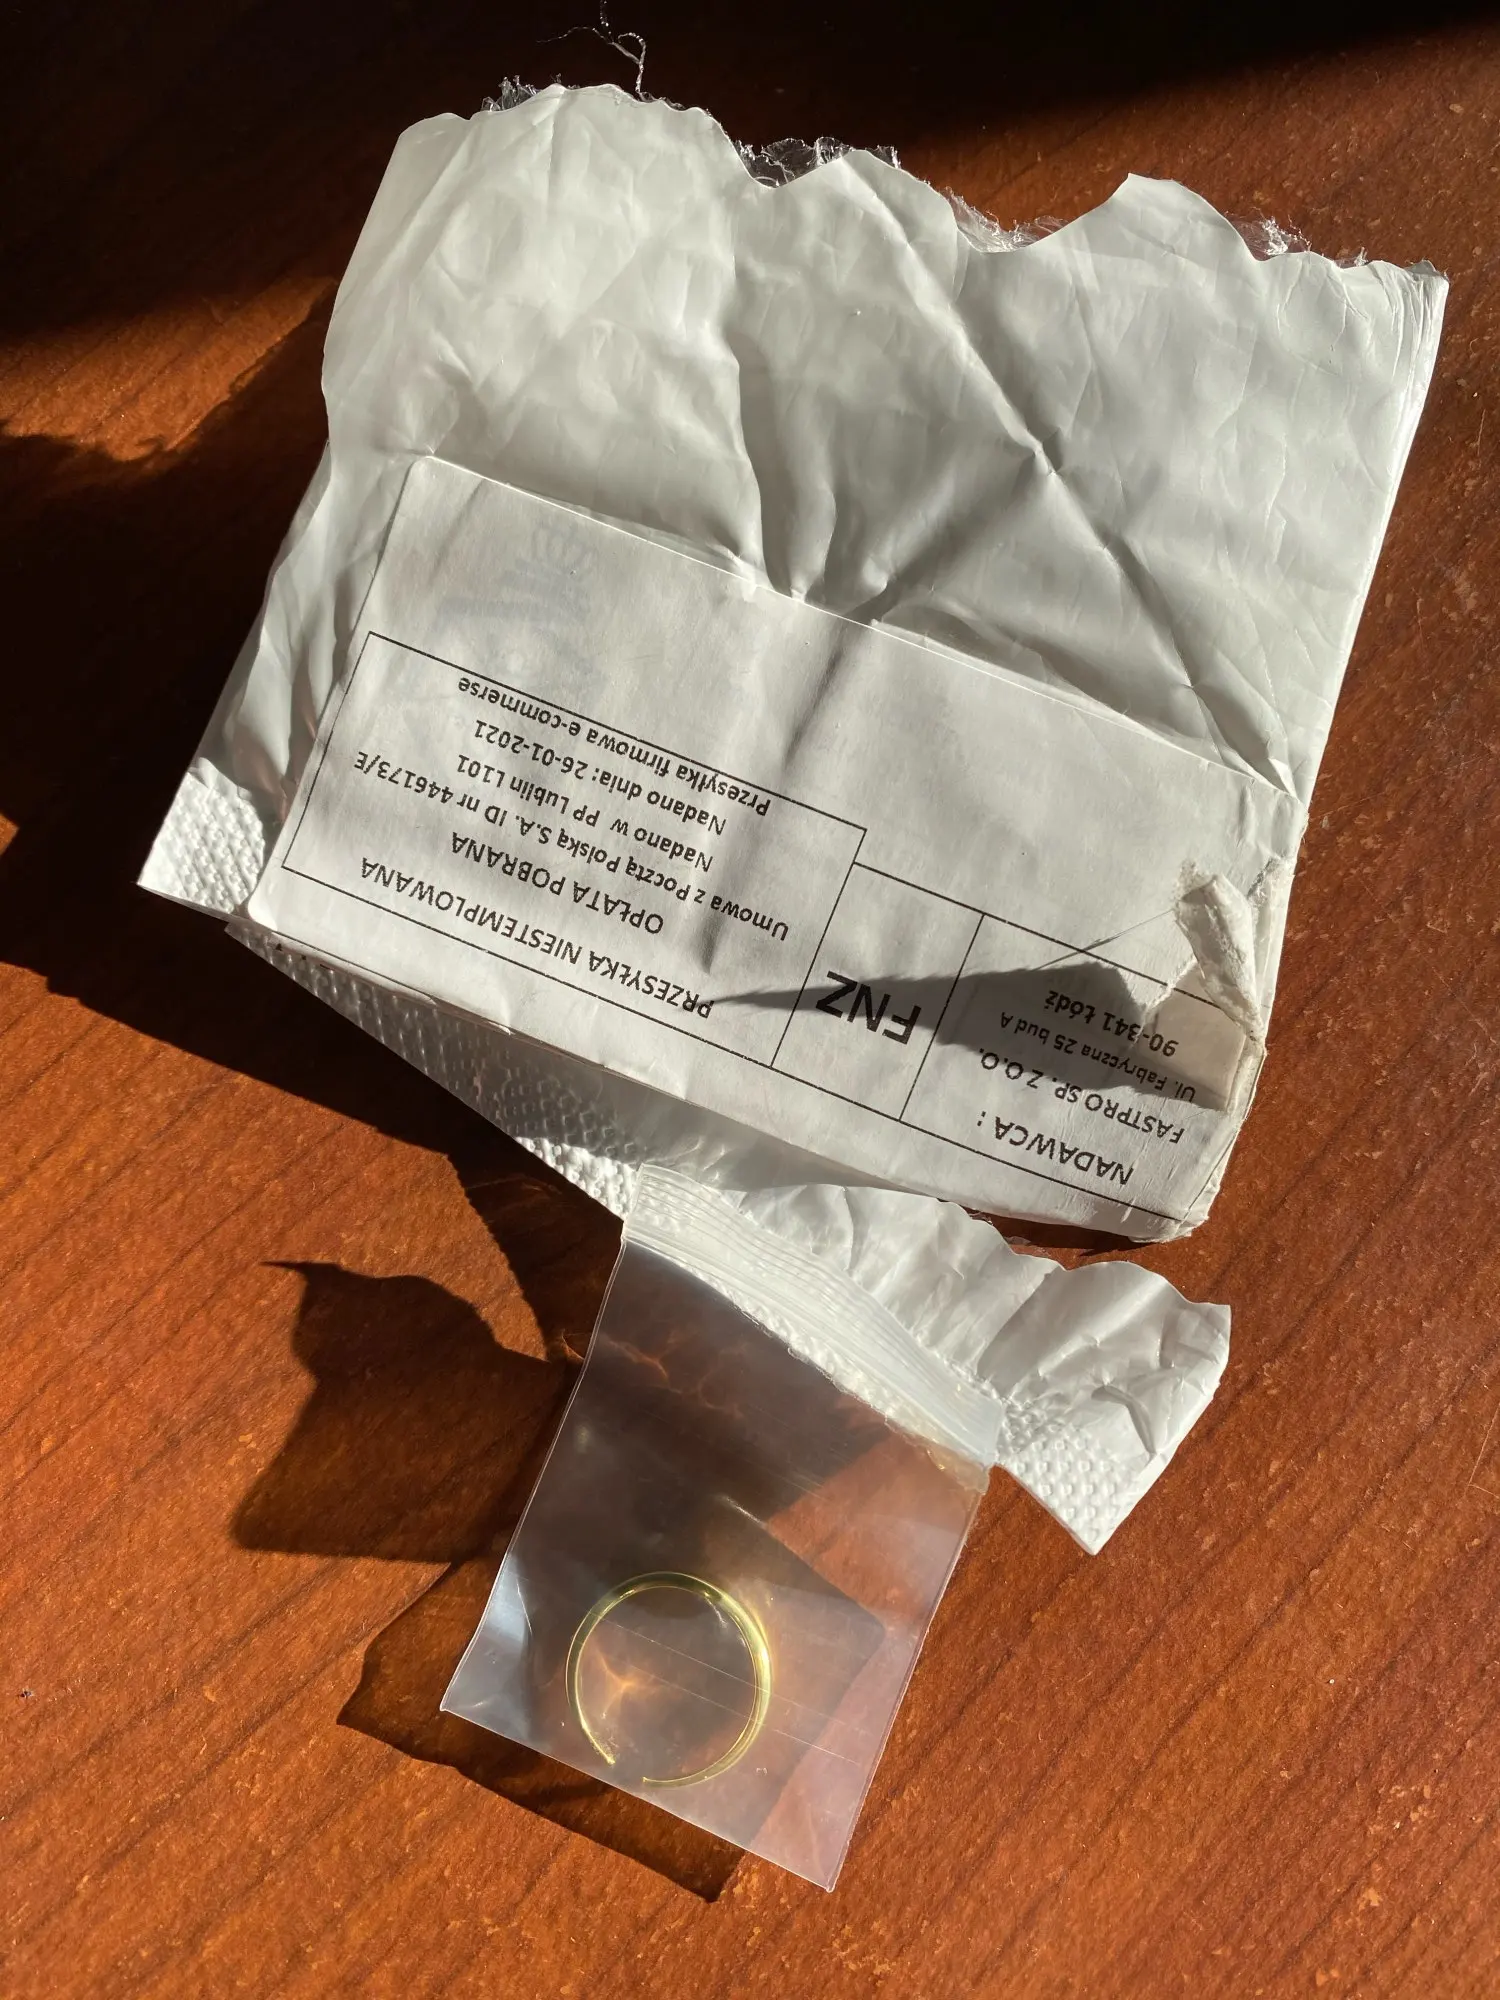 NADAWCA :
FASTPRO SP. Z O.O.
Ul. Fabryczna 25 bud A
90-341 Łódź
FNZ
PRZESYŁKA NIESTEMPLOWANA
OPŁATA POBRANA
Umowa z Pocztą Polską S.A. ID nr 446173/E
Nadano w PP Lublin L101
Nadano dnia: 26-01-2021
Przesyłka firmowa e-commerse